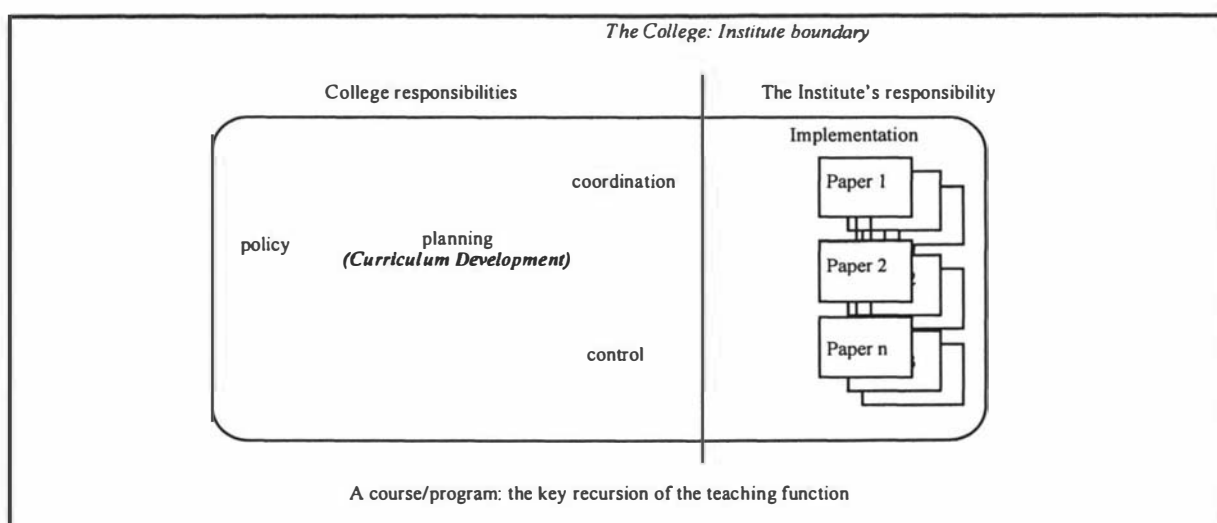 The College: Institute boundary
College responsibilities
The Institute's responsibility
Implementation
coordination
Paper 1
policy
planning
(Curriculum Development)
Paper 2
control
Paper n
A course/program: the key recursion of the teaching function